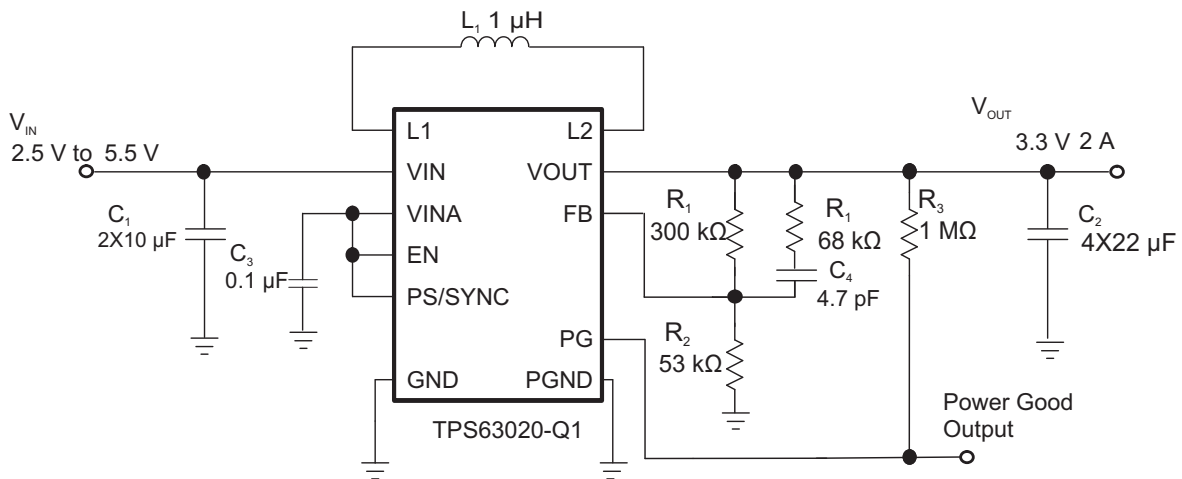 L₁ 1 µH
V_IN
2.5 V to 5.5 V
V_OUT
3.3 V 2 A
L1
L2
VIN
VOUT
VINA
FB
EN
PS/SYNC
PG
GND
PGND
C₁
2X10 µF
C₃
0.1 µF
R₁
300 kΩ
R₁
68 kΩ
C₄
4.7 pF
R₃
1 MΩ
C₂
4X22 µF
R₂
53 kΩ
Power Good
Output
TPS63020-Q1